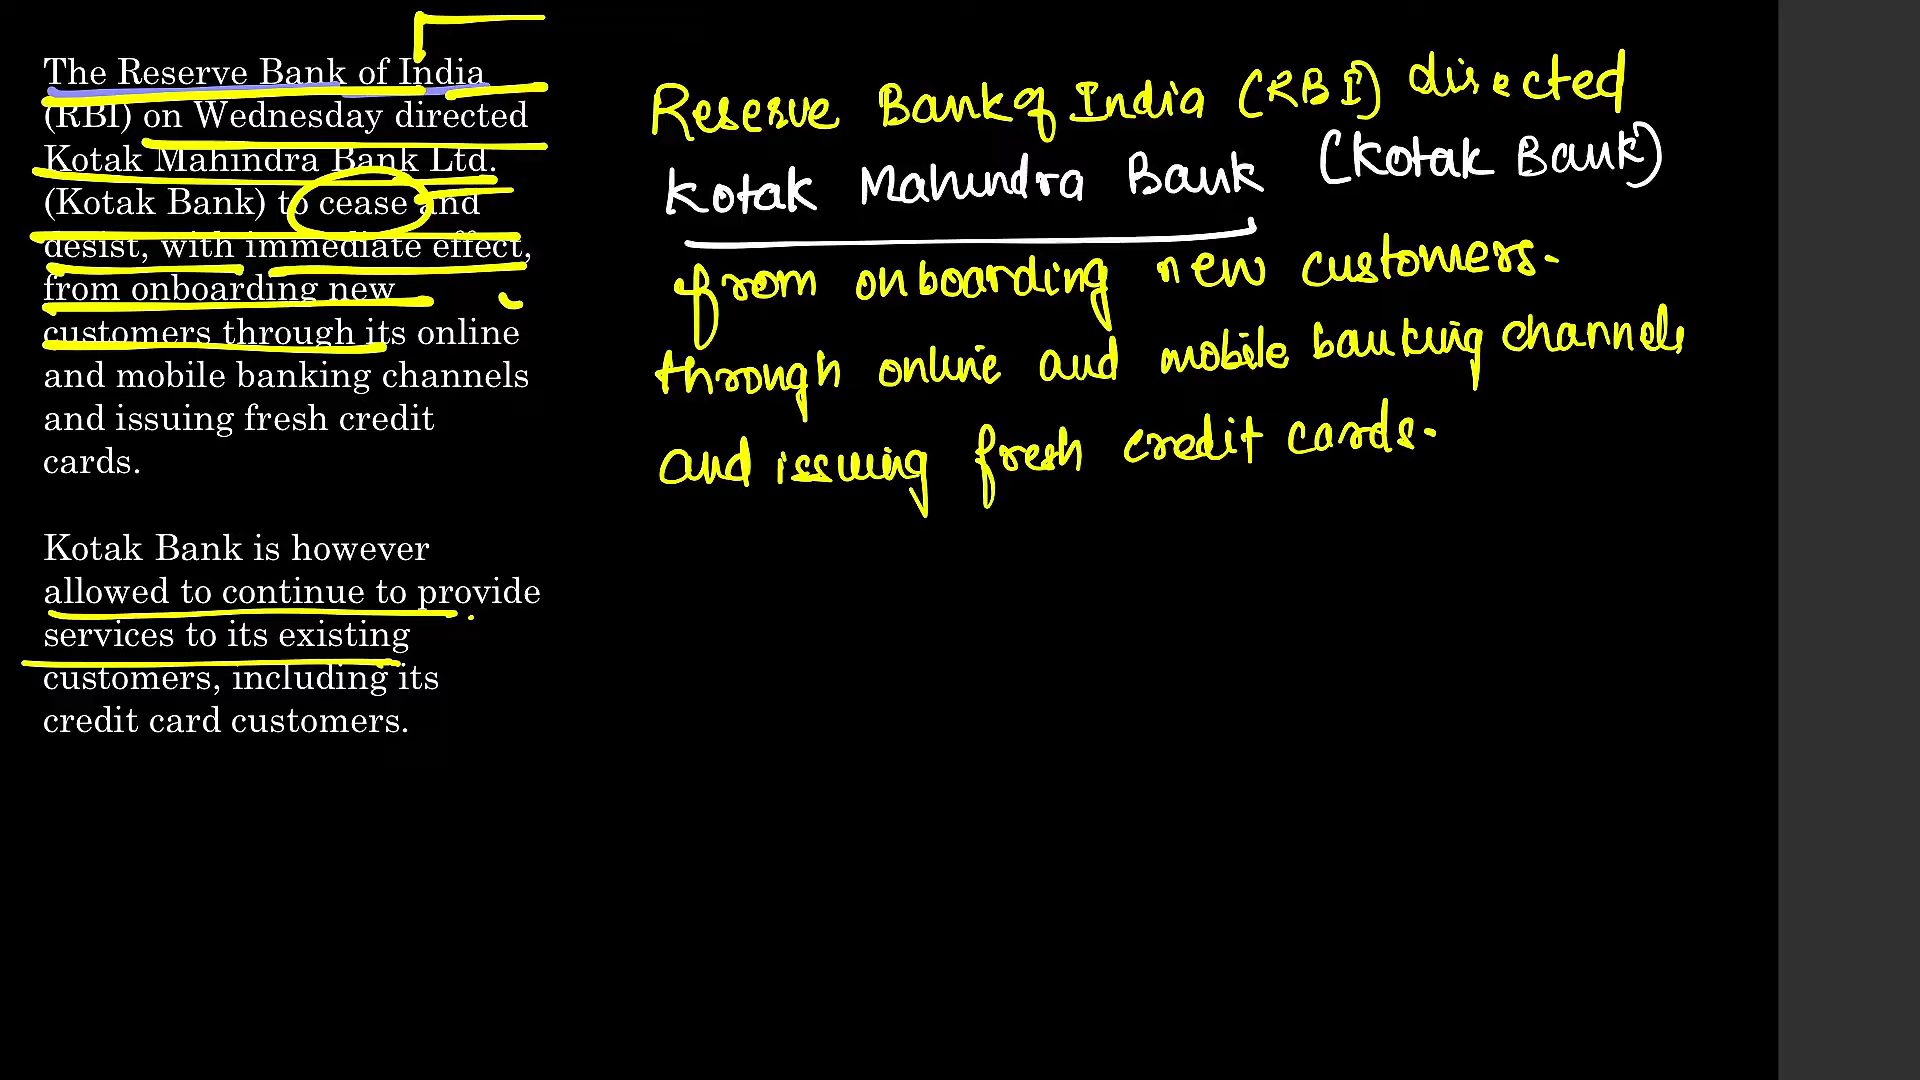 The Reserve Bank of India
(RBI) on Wednesday directed
Kotak Mahindra Bank Ltd.
(Kotak Bank) to cease and
desist, with immediate effect,
from onboarding new
customers through its online
and mobile banking channels
and issuing fresh credit
cards.
Kotak Bank is however
allowed to continue to provide
services to its existing
customers, including its
credit card customers.
Reserve Bank of India (RBI) directed
Kotak Mahindra Bank (Kotak Bank)
from onboarding new customers.
through online and mobile banking channels
and issuing fresh credit cards.